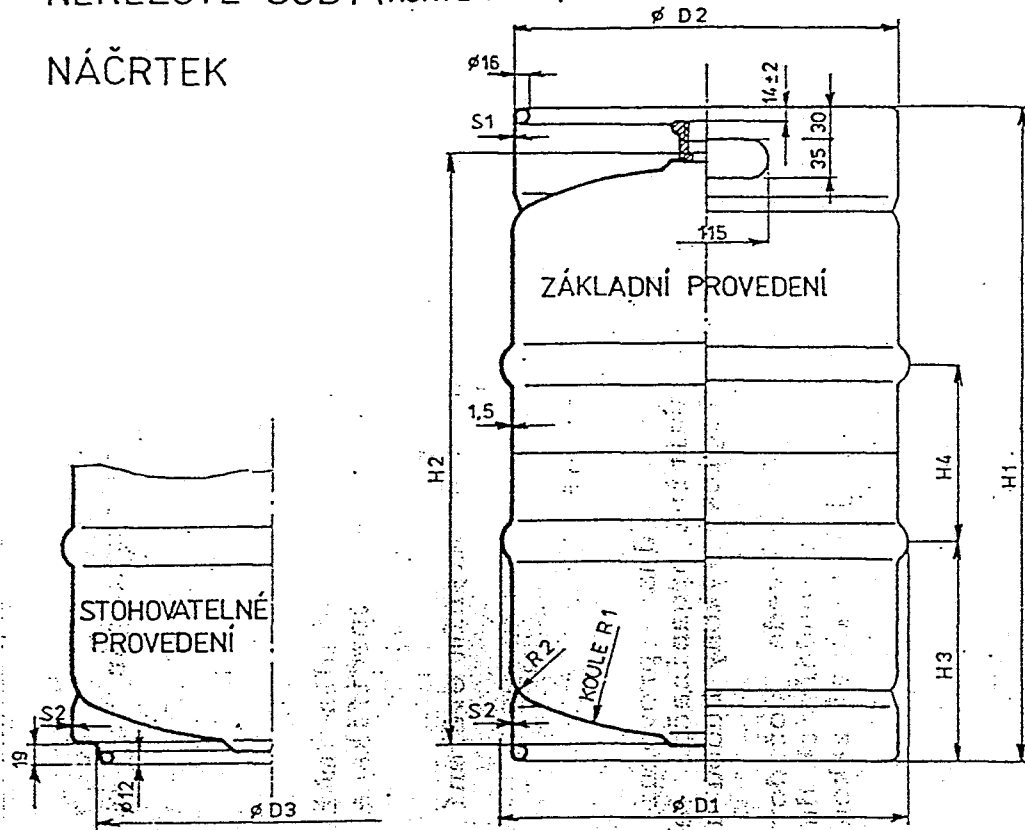 NÁČRTEK
ø D2
ø16
14±2
S1
30
35
115
ZÁKLADNÍ PROVEDENÍ
1,5
H2
H4
H1
STOHOVATELNÉ
PROVEDENÍ
R2
KOULE R1
H3
S2
S2
19
ø12
ø D3
ø D1